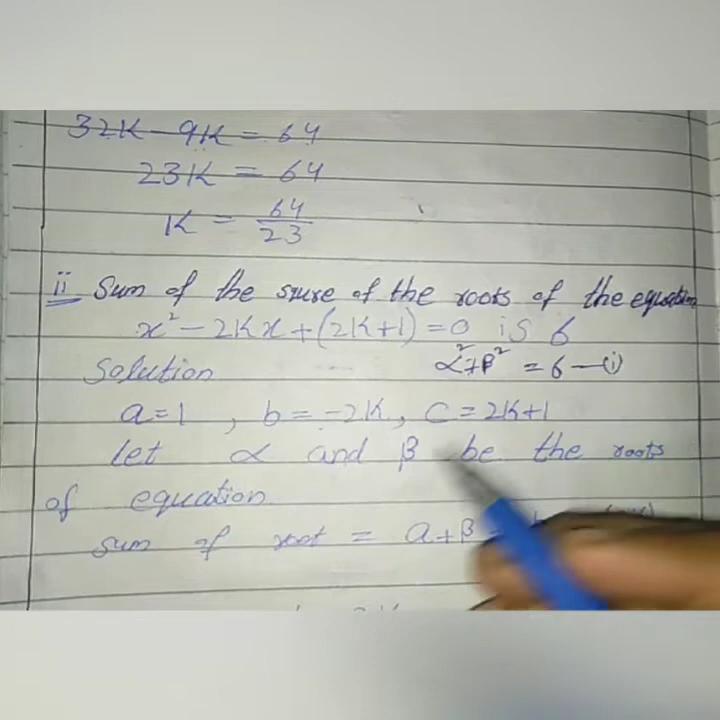 32K - 9K = 64
23K = 64
K = 64/23
ii Sum of the squre of the roots of the equation
x² - 2Kx + (2K+1) = 0 is 6
Solution α²+β² = 6 —(i)
a=1 , b = -2K, C = 2K+1
Let α and β be the roots
of equation
sum of root = α+β